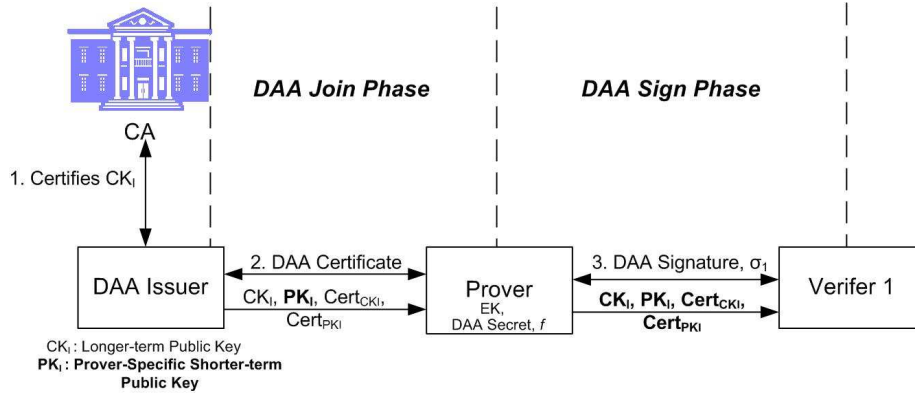 DAA Join Phase
DAA Sign Phase
CA
1. Certifies CKI
DAA Issuer
2. DAA Certificate
CKI, PKI, CertCKI,
CertPKI
Prover
EK,
DAA Secret, f
3. DAA Signature, σ1
CKI, PKI, CertCKI,
CertPKI
Verifer 1
CKI : Longer-term Public Key
PKI : Prover-Specific Shorter-term
Public Key